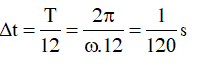 Δt = T/12 = 2π/ω.12 = 1/120 s